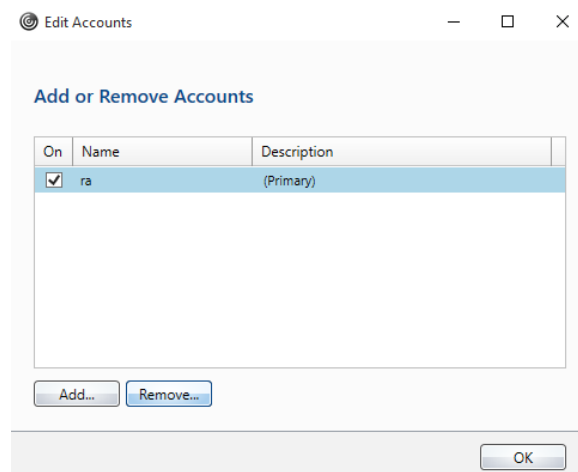 Edit Accounts
Add or Remove Accounts
On Name Description
ra (Primary)
Add... Remove...
OK